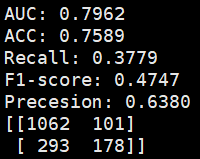 AUC: 0.7962
ACC: 0.7589
Recall: 0.3779
F1-score: 0.4747
Precesion: 0.6380
[[1062  101]
 [ 293  178]]